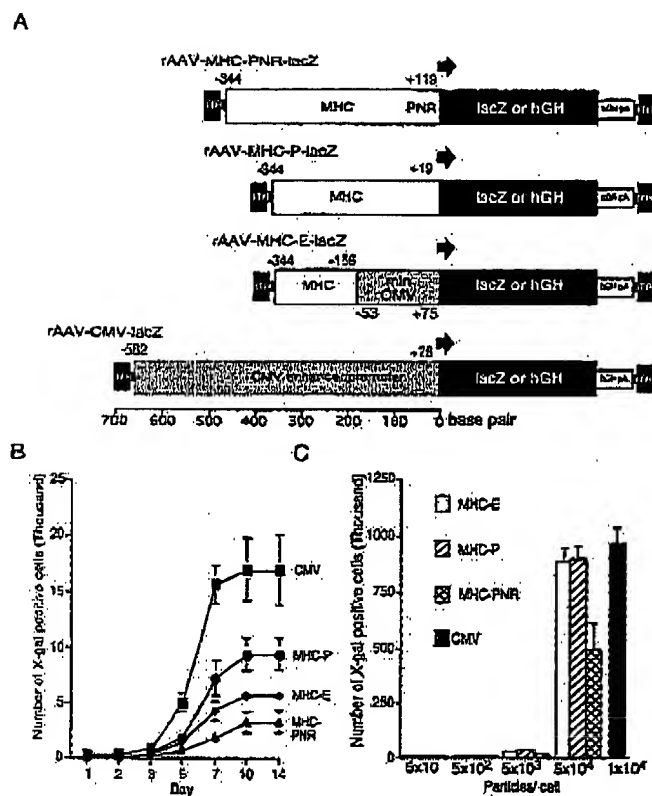 A
rAAV-MHC-PNR-lacZ
-344 +119
MHC PNR lacZ or hGH
rAAV-MHC-P-lacZ
-344 +19
MHC lacZ or hGH
rAAV-MHC-E-lacZ
-344 -156
MHC min CMV lacZ or hGH
-53 +75
rAAV-CMV-lacZ
-582
lacZ or hGH
700 600 500 400 300 200 100 0 base pair
B
Number of X-gal positive cells (Thousand)
25
20
15
10
5
0
CMV
MHC-P
MHC-E
MHC-PNR
1 2 3 5 7 10 14
Day
C
Number of X-gal positive cells (Thousand)
1250
1000
750
500
250
0
MHC-E
MHC-P
MHC-PNR
CMV
5x10 5x10² 5x10³ 5x10⁴ 1x10⁴
Particles/cell